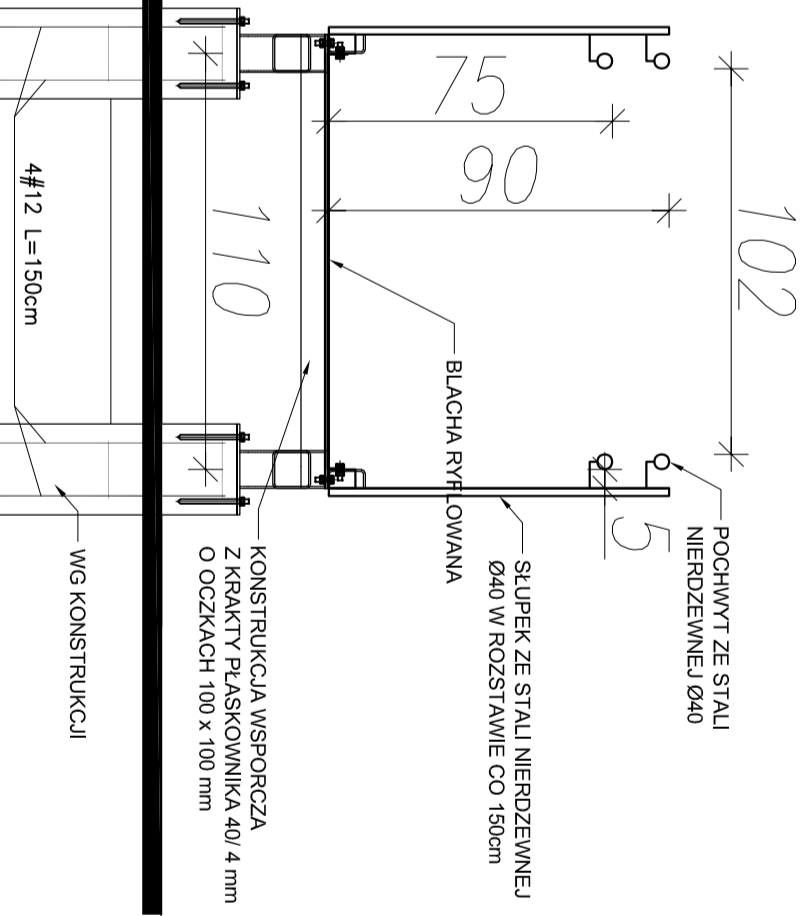 102
POCHWYT ZE STALI
NIERDZEWNEJ Ø40
5
75
90
SŁUPEK ZE STALI NIERDZEWNEJ
Ø40 W ROZSTAWIE CO 150cm
BLACHA RYFLOWANA
110
KONSTRUKCJA WSPORCZA
Z KRAKTY PŁASKOWNIKA 40/ 4 mm
O OCZKACH 100 x 100 mm
WG KONSTRUKCJI
4#12 L=150cm